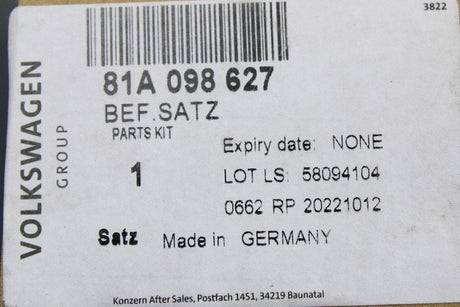 3822
VOLKSWAGEN
GROUP
81A 098 627
BEF.SATZ
PARTS KIT
1
Expiry date: NONE
LOT LS: 58094104
0662 RP 20221012
Satz Made in GERMANY
Konzern After Sales, Postfach 1451, 34219 Baunatal